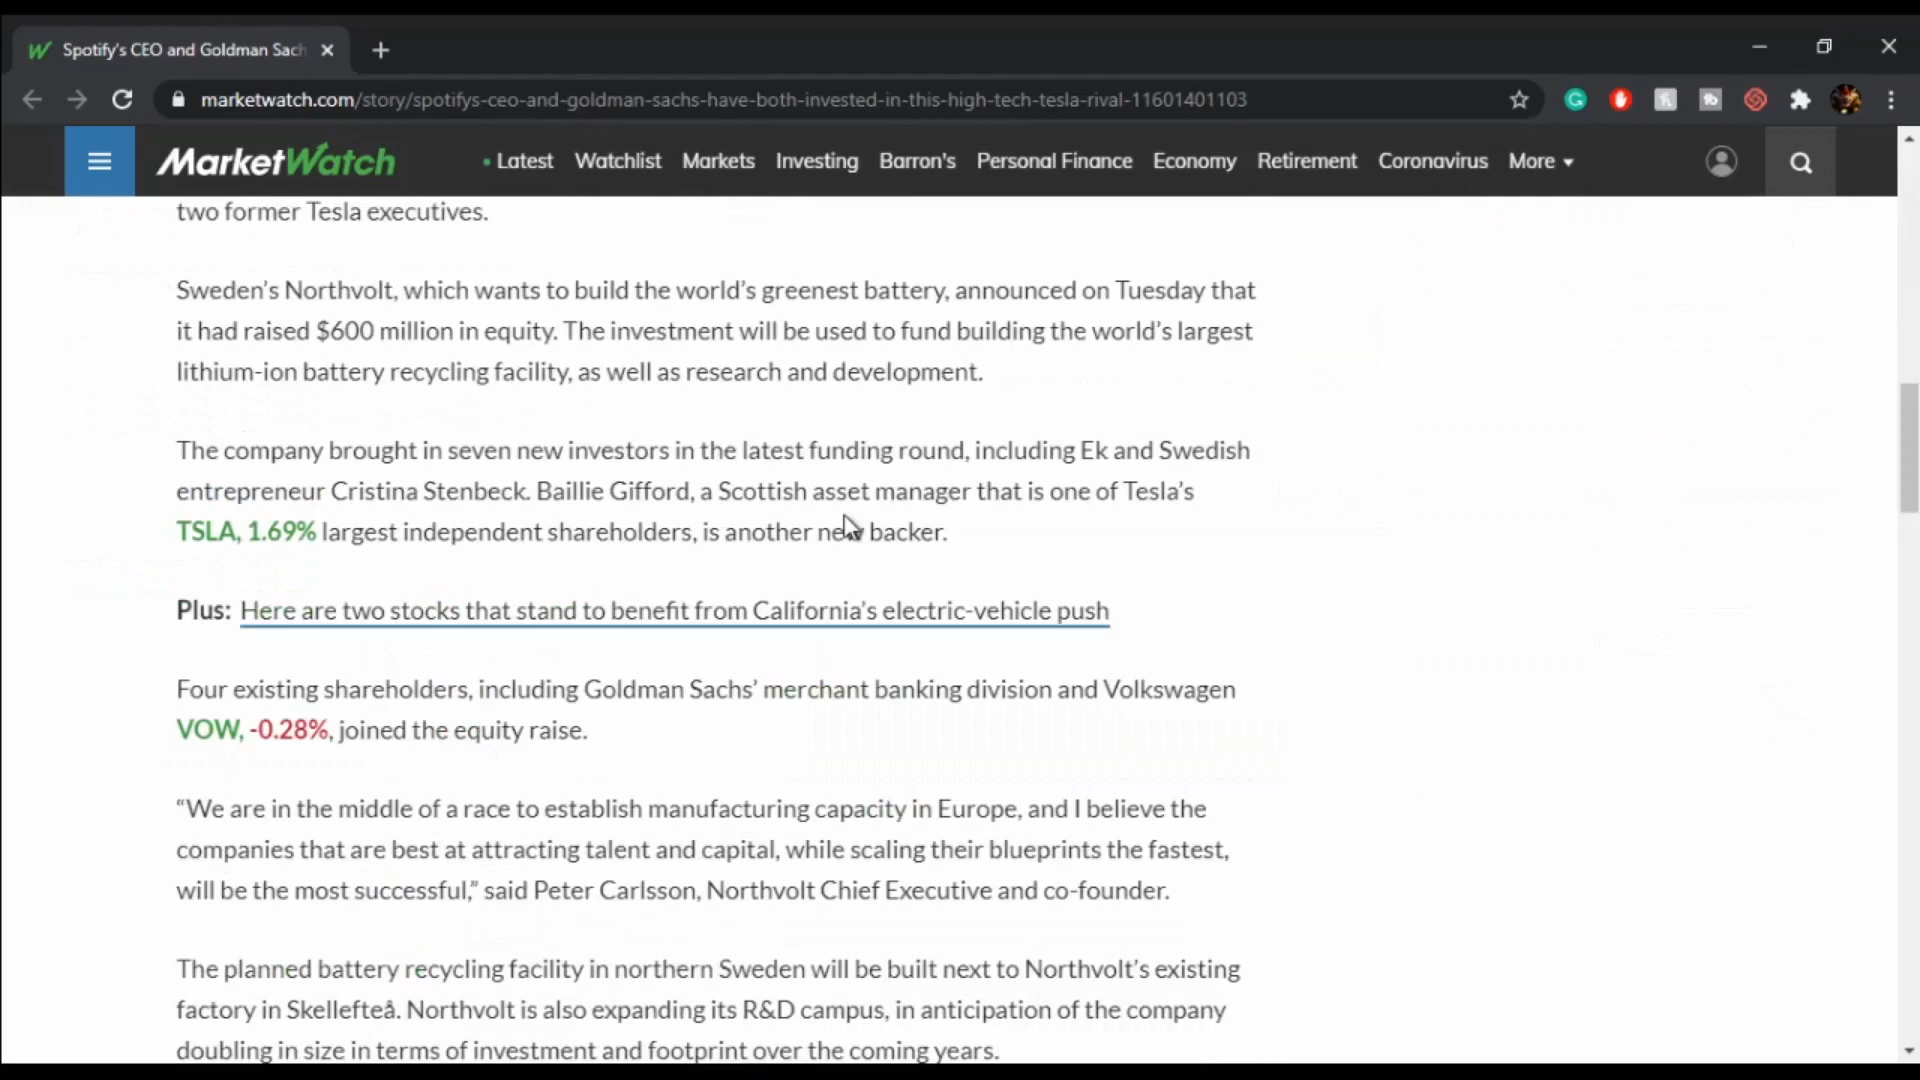 Spotify's CEO and Goldman Sach
marketwatch.com/story/spotifys-ceo-and-goldman-sachs-have-both-invested-in-this-high-tech-tesla-rival-11601401103
MarketWatch
Latest Watchlist Markets Investing Barron's Personal Finance Economy Retirement Coronavirus More
two former Tesla executives.
Sweden's Northvolt, which wants to build the world's greenest battery, announced on Tuesday that
it had raised $600 million in equity. The investment will be used to fund building the world's largest
lithium-ion battery recycling facility, as well as research and development.
The company brought in seven new investors in the latest funding round, including Ek and Swedish
entrepreneur Cristina Stenbeck. Baillie Gifford, a Scottish asset manager that is one of Tesla's
TSLA, 1.69% largest independent shareholders, is another new backer.
Plus: Here are two stocks that stand to benefit from California's electric-vehicle push
Four existing shareholders, including Goldman Sachs' merchant banking division and Volkswagen
VOW, -0.28%, joined the equity raise.
“We are in the middle of a race to establish manufacturing capacity in Europe, and I believe the
companies that are best at attracting talent and capital, while scaling their blueprints the fastest,
will be the most successful,” said Peter Carlsson, Northvolt Chief Executive and co-founder.
The planned battery recycling facility in northern Sweden will be built next to Northvolt's existing
factory in Skellefteå. Northvolt is also expanding its R&D campus, in anticipation of the company
doubling in size in terms of investment and footprint over the coming years.